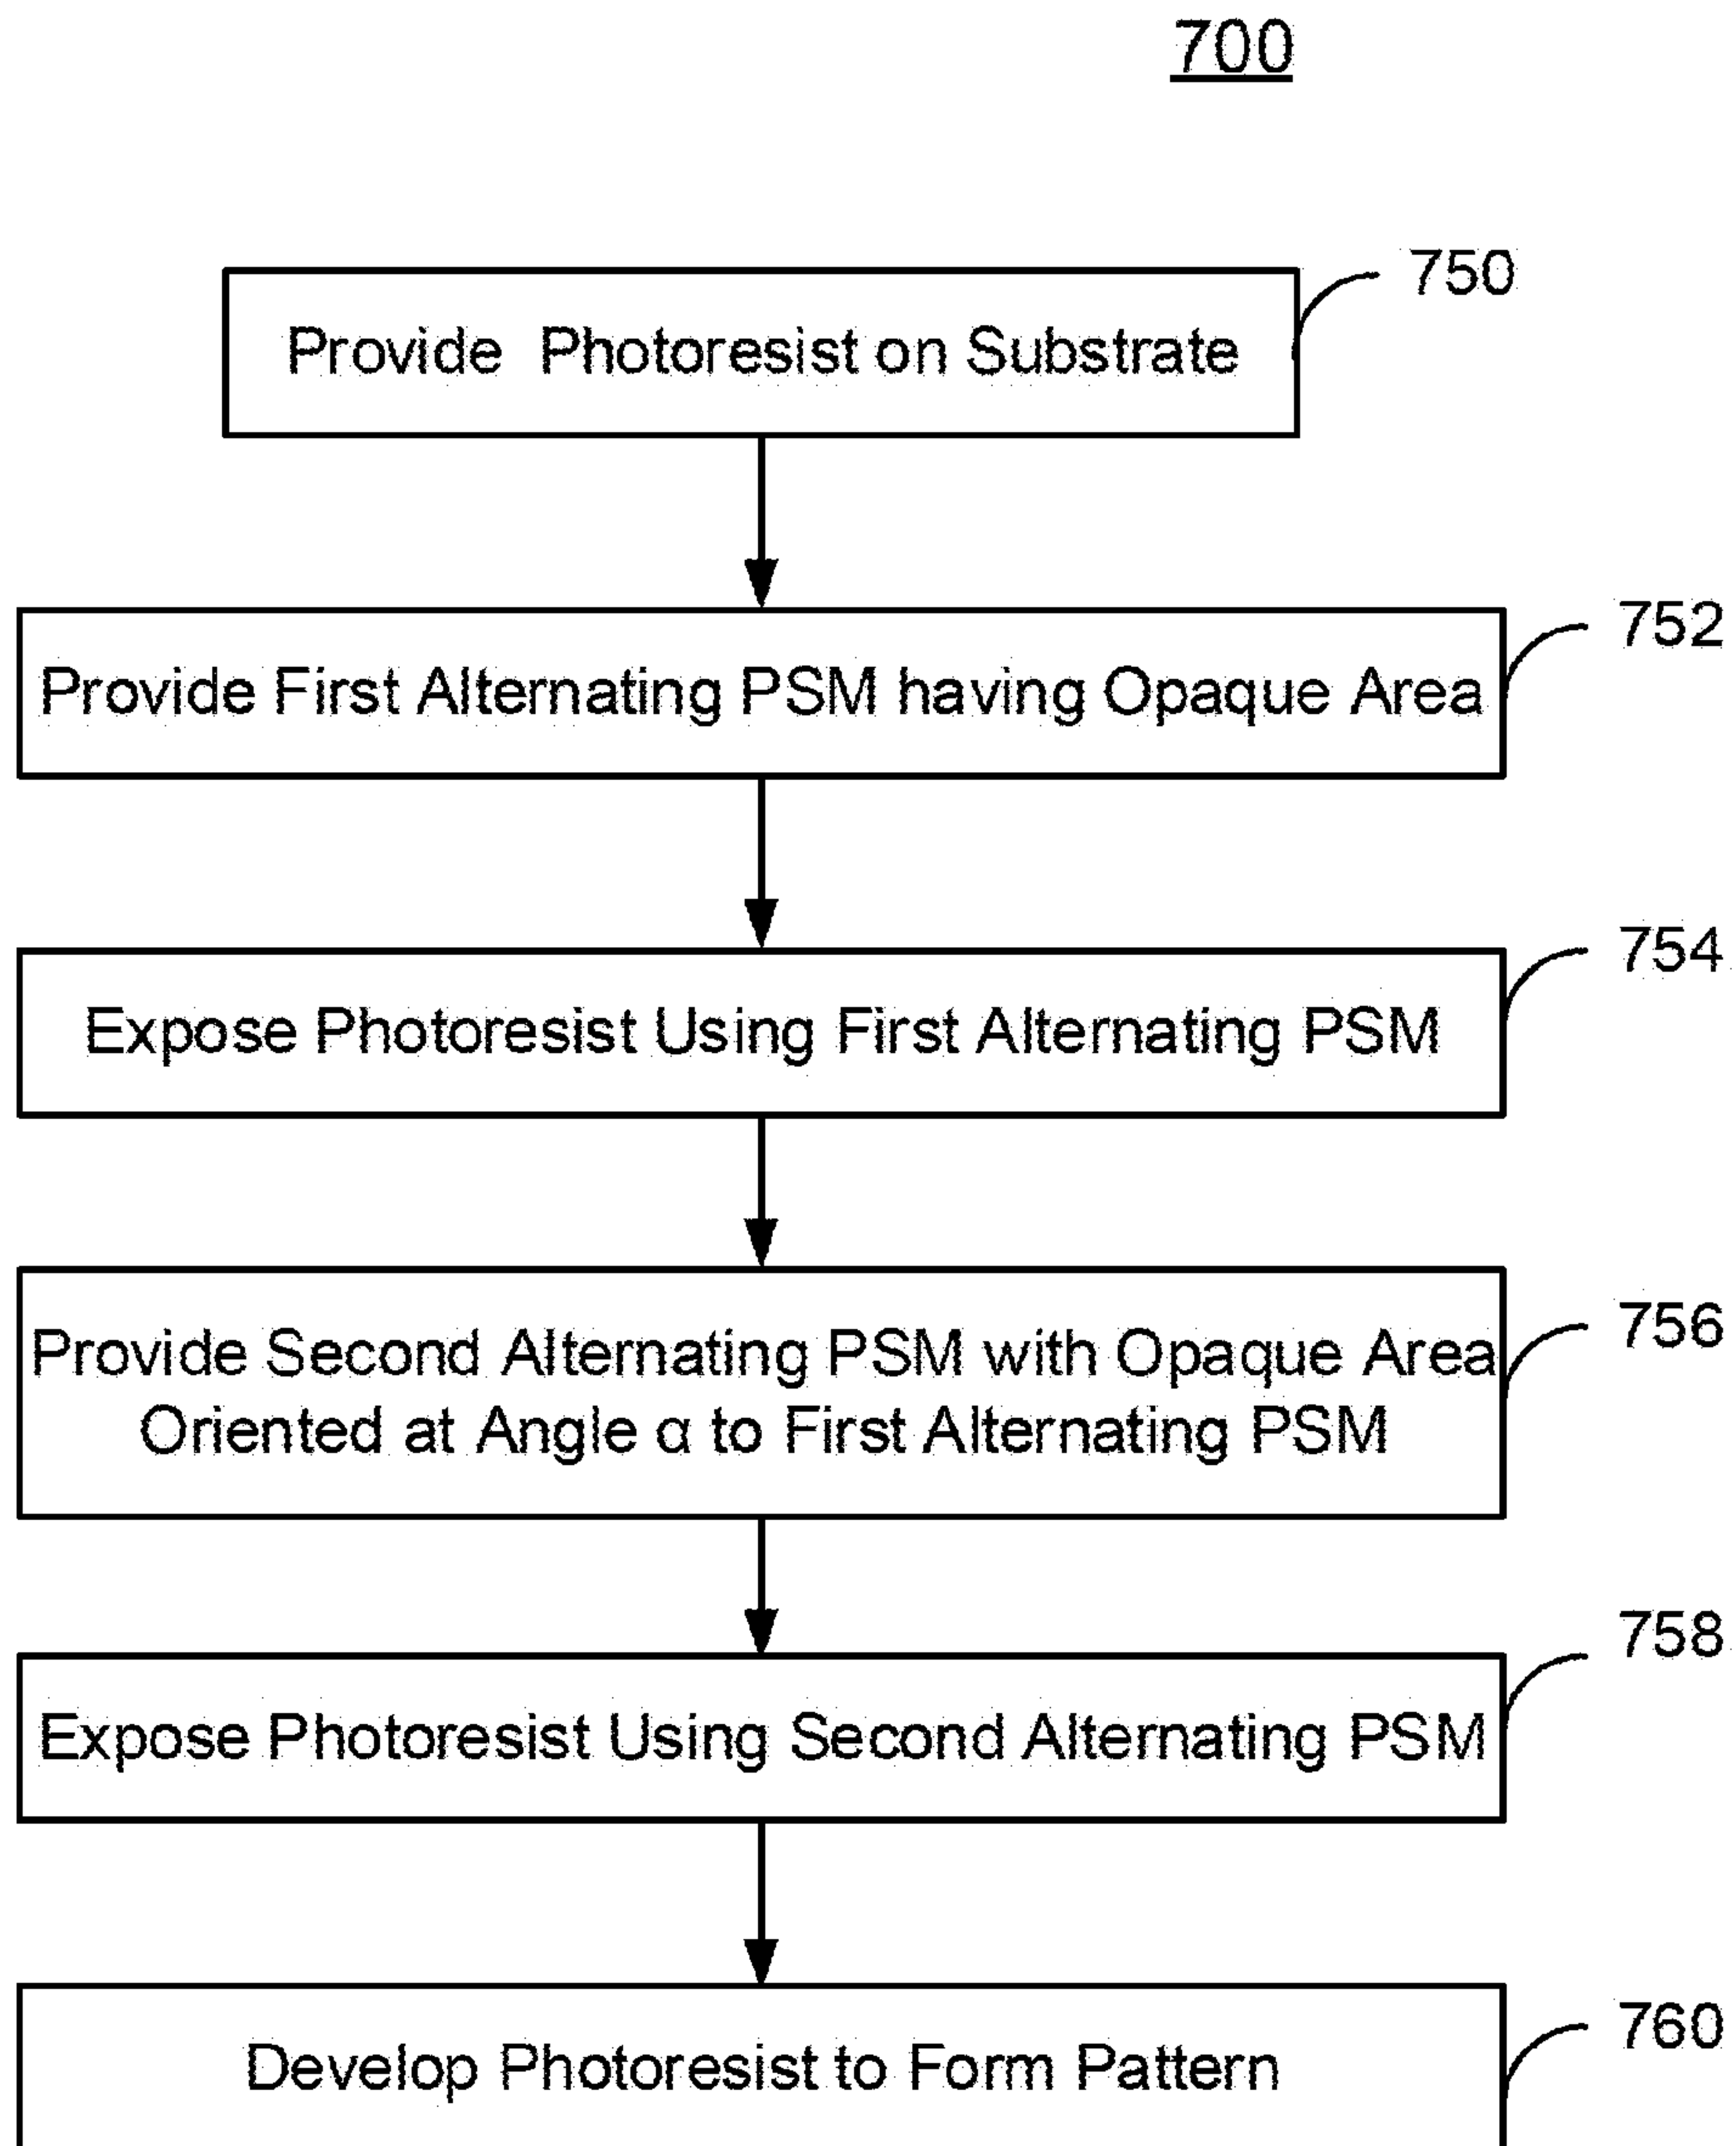 700
750
Provide Photoresist on Substrate
752
Provide First Alternating PSM having Opaque Area
754
Expose Photoresist Using First Alternating PSM
756
Provide Second Alternating PSM with Opaque Area
Oriented at Angle α to First Alternating PSM
758
Expose Photoresist Using Second Alternating PSM
760
Develop Photoresist to Form Pattern